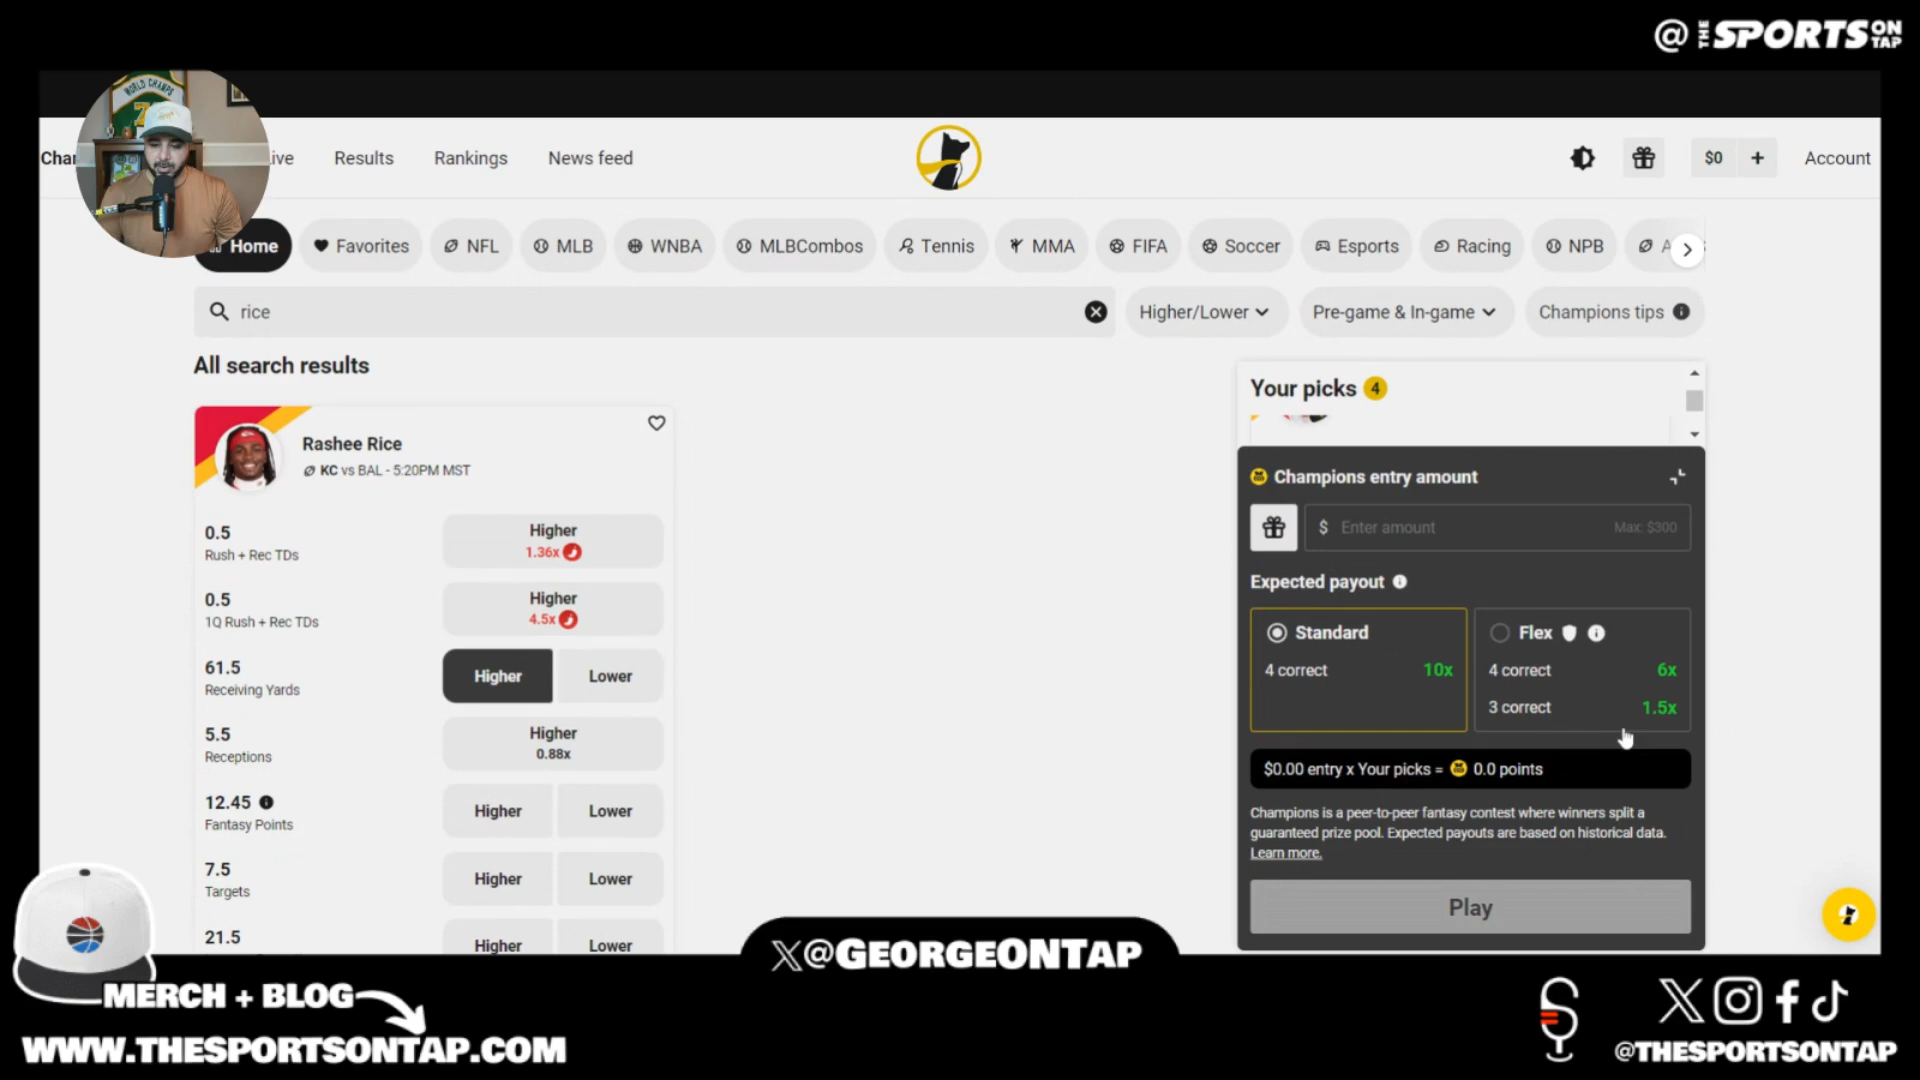 @ THE SPORTS ON TAP
WORLD CHAMPS
Char
ive
Results
Rankings
News feed
$0
+
Account
Home
Favorites
NFL
MLB
WNBA
MLBCombos
Tennis
MMA
FIFA
Soccer
Esports
Racing
NPB
rice
Higher/Lower
Pre-game & In-game
Champions tips
All search results
Your picks 4
Rashee Rice
KC vs BAL - 5:20PM MST
0.5
Rush + Rec TDs
Higher
1.36x
0.5
1Q Rush + Rec TDs
Higher
4.5x
61.5
Receiving Yards
Higher
Lower
5.5
Receptions
Higher
0.88x
12.45
Fantasy Points
Higher
Lower
7.5
Targets
Higher
Lower
21.5
Higher
Lower
Champions entry amount
$ Enter amount
Max: $300
Expected payout
Standard
4 correct 10x
Flex
4 correct 6x
3 correct 1.5x
$0.00 entry x Your picks = 0.0 points
Champions is a peer-to-peer fantasy contest where winners split a
guaranteed prize pool. Expected payouts are based on historical data.
Learn more.
Play
X@GEORGEONTAP
MERCH + BLOG
WWW.THESPORTSONTAP.COM
@THESPORTSONTAP